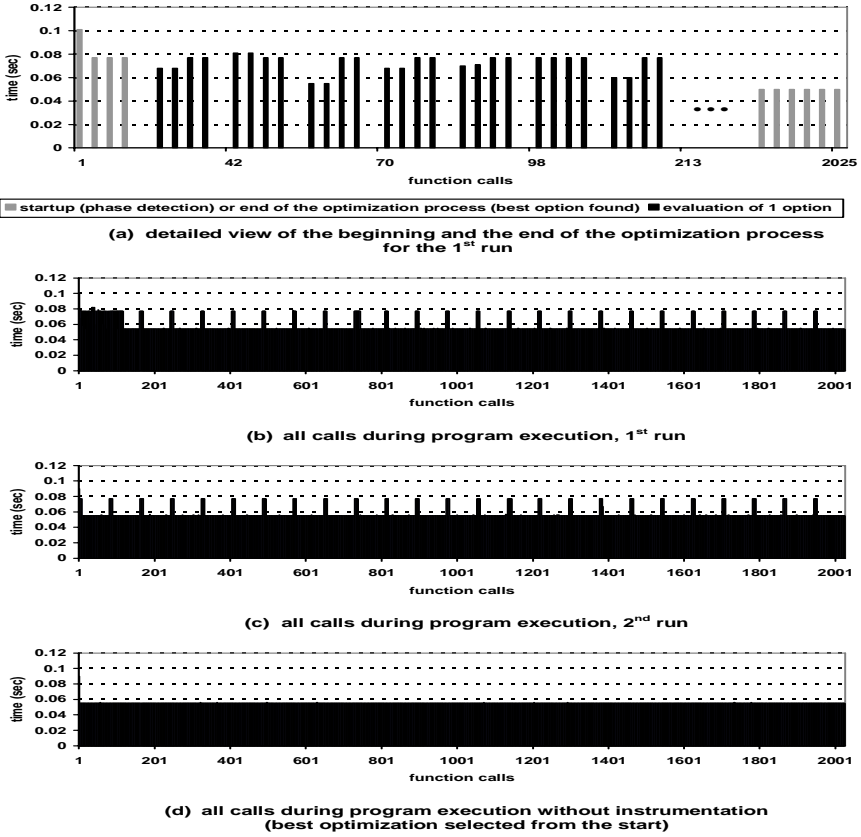 0.12
0.1
0.08
0.06
0.04
0.02
0
time (sec)
1 42 70 98 213 2025
function calls
startup (phase detection) or end of the optimization process (best option found) evaluation of 1 option
(a) detailed view of the beginning and the end of the optimization process
for the 1st run
0.12
0.1
0.08
0.06
0.04
0.02
0
time (sec)
1 201 401 601 801 1001 1201 1401 1601 1801 2001
function calls
(b) all calls during program execution, 1st run
0.12
0.1
0.08
0.06
0.04
0.02
0
time (sec)
1 201 401 601 801 1001 1201 1401 1601 1801 2001
function calls
(c) all calls during program execution, 2nd run
0.12
0.1
0.08
0.06
0.04
0.02
0
time (sec)
1 201 401 601 801 1001 1201 1401 1601 1801 2001
function calls
(d) all calls during program execution without instrumentation
(best optimization selected from the start)